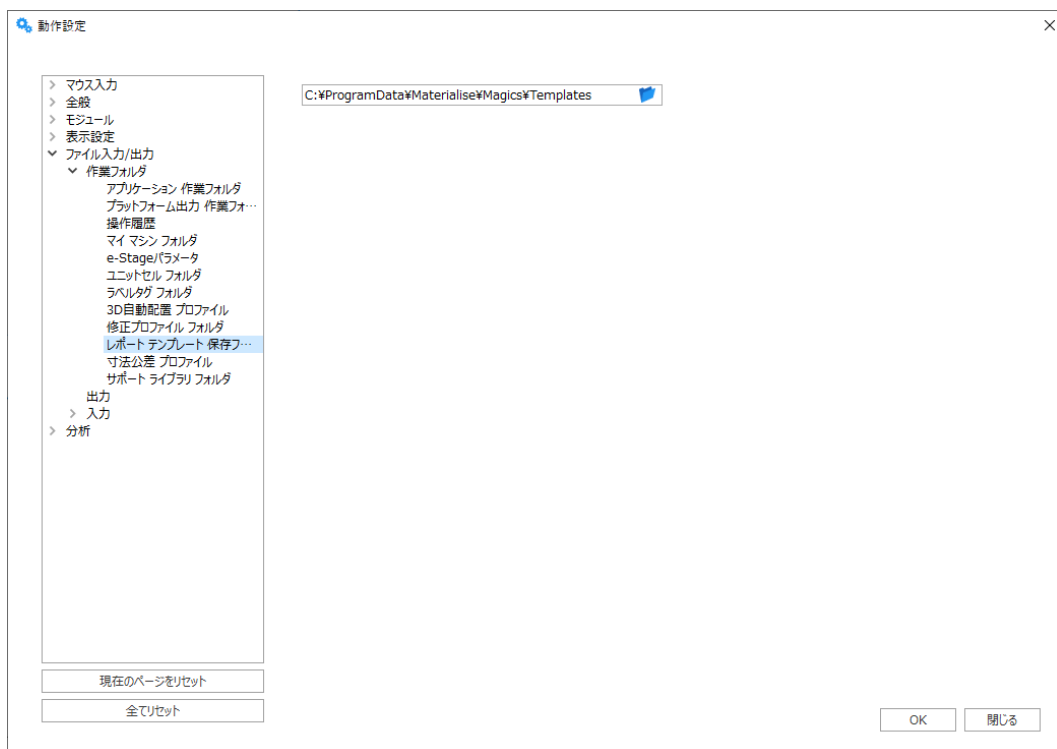 動作設定
マウス入力
全般
モジュール
表示設定
ファイル入力/出力
作業フォルダ
アプリケーション 作業フォルダ
プラットフォーム出力 作業フォ…
操作履歴
マイ マシン フォルダ
e-Stageパラメータ
ユニットセル フォルダ
ラベルタグ フォルダ
3D自動配置 プロファイル
修正プロファイル フォルダ
レポート テンプレート 保存フ…
寸法公差 プロファイル
サポート ライブラリ フォルダ
出力
入力
分析
C:¥ProgramData¥Materialise¥Magics¥Templates
現在のページをリセット
全てリセット
OK
閉じる